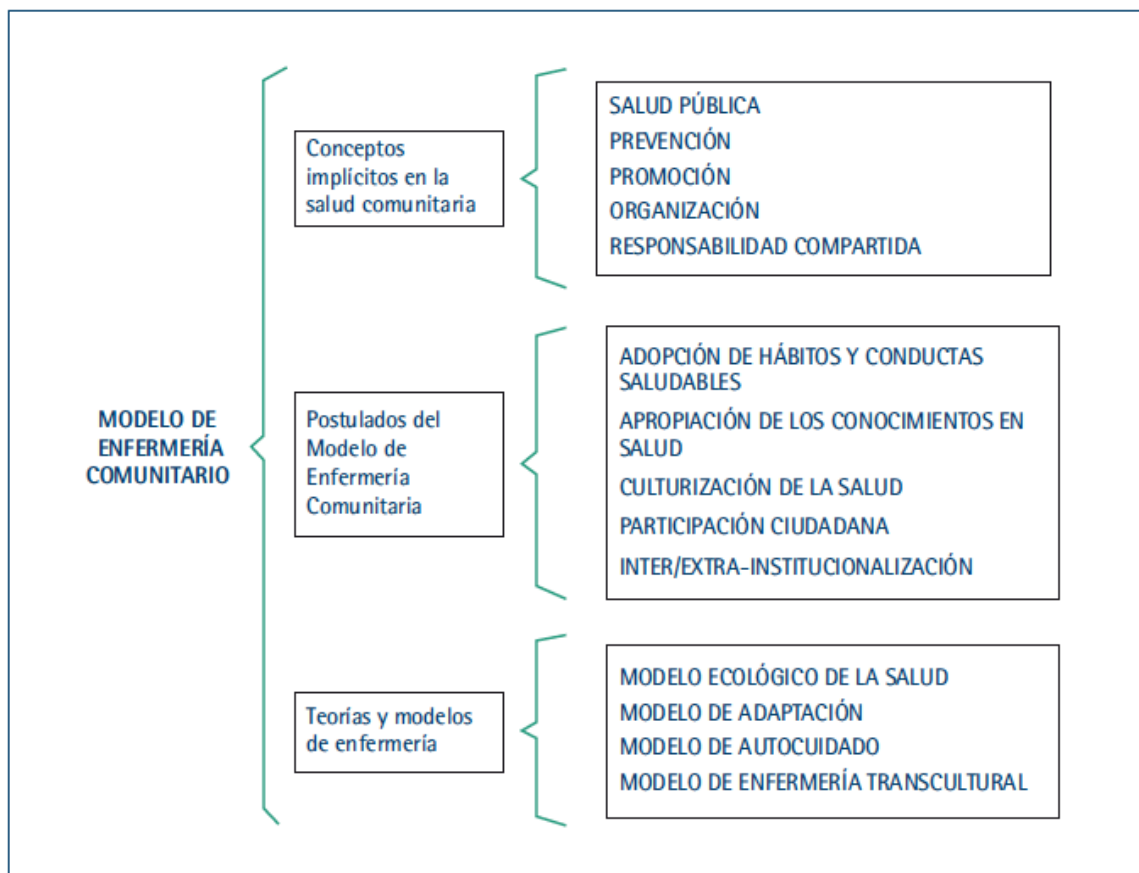 MODELO DE
ENFERMERÍA
COMUNITARIO
Conceptos
implícitos en la
salud comunitaria
SALUD PÚBLICA
PREVENCIÓN
PROMOCIÓN
ORGANIZACIÓN
RESPONSABILIDAD COMPARTIDA
Postulados del
Modelo de
Enfermería
Comunitaria
ADOPCIÓN DE HÁBITOS Y CONDUCTAS
SALUDABLES
APROPIACIÓN DE LOS CONOCIMIENTOS EN
SALUD
CULTURIZACIÓN DE LA SALUD
PARTICIPACIÓN CIUDADANA
INTER/EXTRA-INSTITUCIONALIZACIÓN
Teorías y modelos
de enfermería
MODELO ECOLÓGICO DE LA SALUD
MODELO DE ADAPTACIÓN
MODELO DE AUTOCUIDADO
MODELO DE ENFERMERÍA TRANSCULTURAL